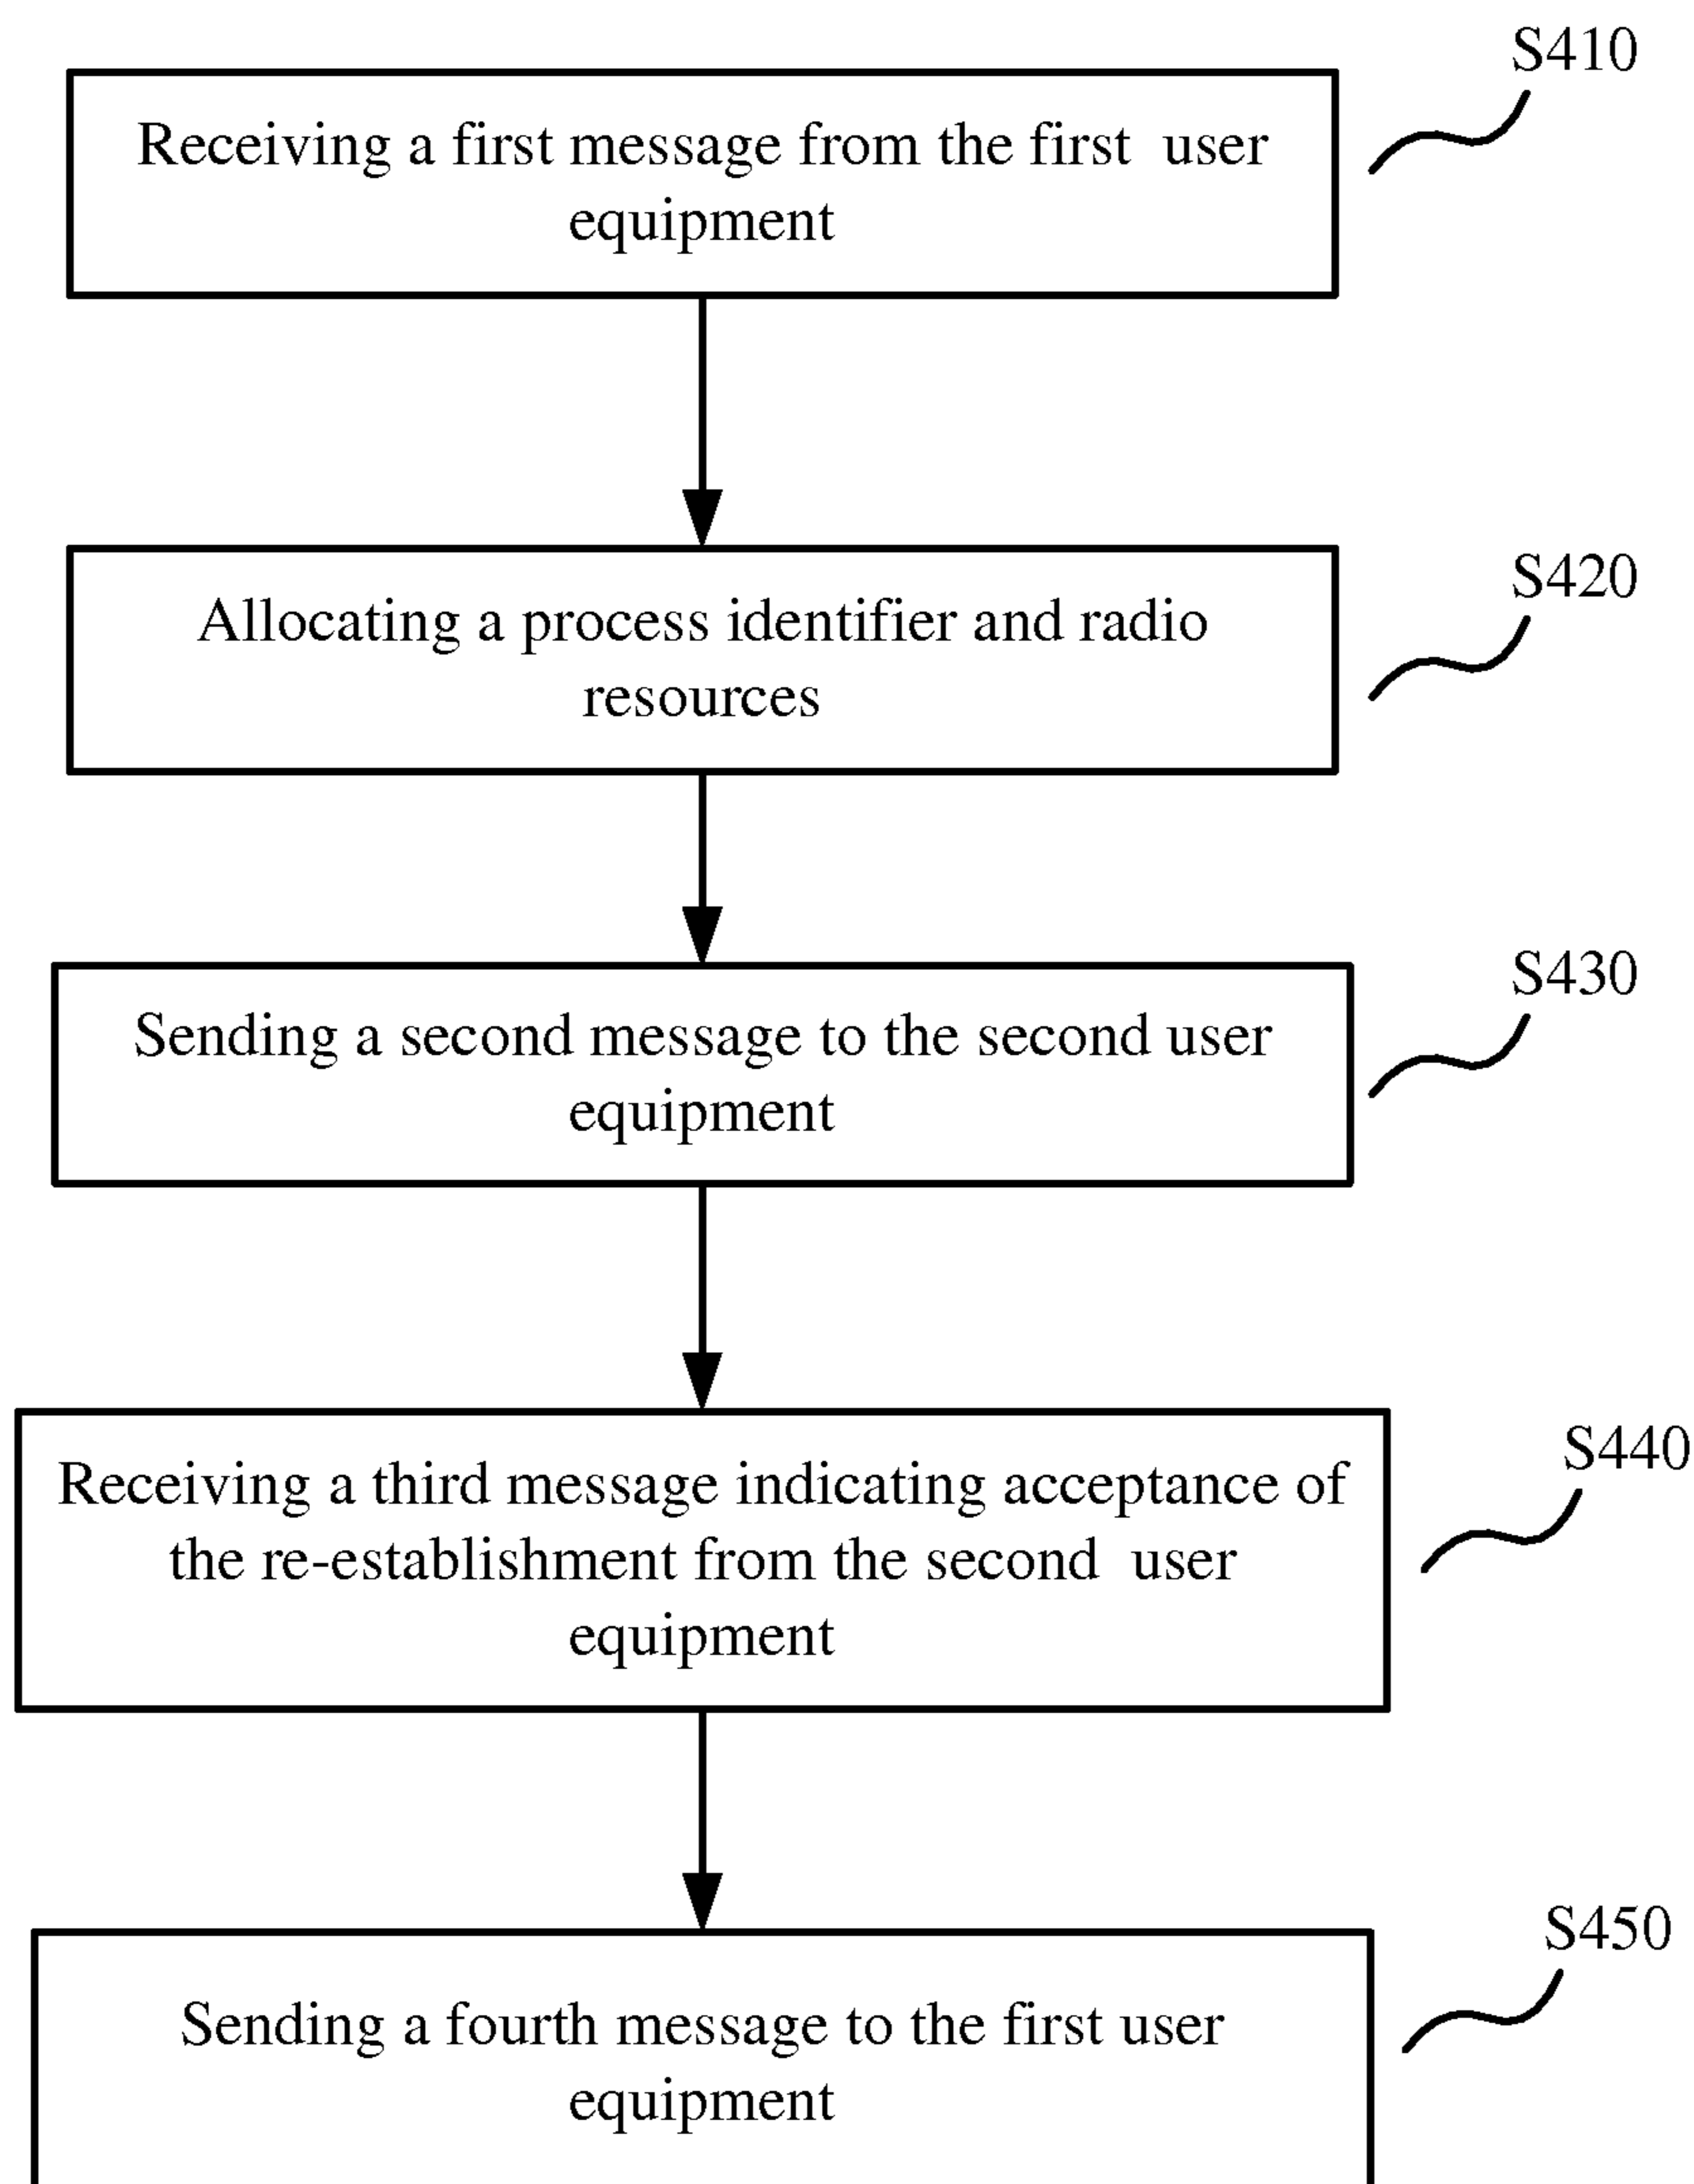 S410
Receiving a first message from the first user
equipment
S420
Allocating a process identifier and radio
resources
S430
Sending a second message to the second user
equipment
S440
Receiving a third message indicating acceptance of
the re-establishment from the second user
equipment
S450
Sending a fourth message to the first user
equipment